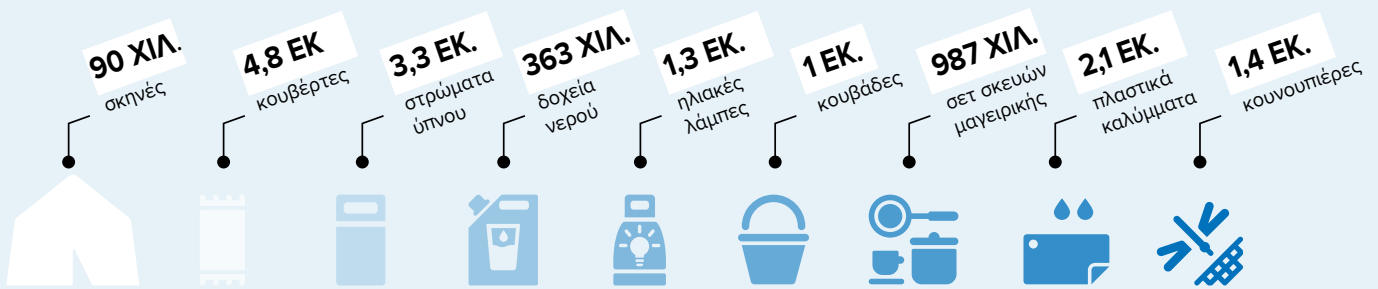 90 ΧΙΛ.
σκηνές
4,8 ΕΚ
κουβέρτες
3,3 ΕΚ.
στρώματα
ύπνου
363 ΧΙΛ.
δοχεία
νερού
1,3 ΕΚ.
ηλιακές
λάμπες
1 ΕΚ.
κουβάδες
987 ΧΙΛ.
σετ σκευών
μαγειρικής
2,1 ΕΚ.
πλαστικά
καλύμματα
1,4 ΕΚ.
κουνουπιέρες